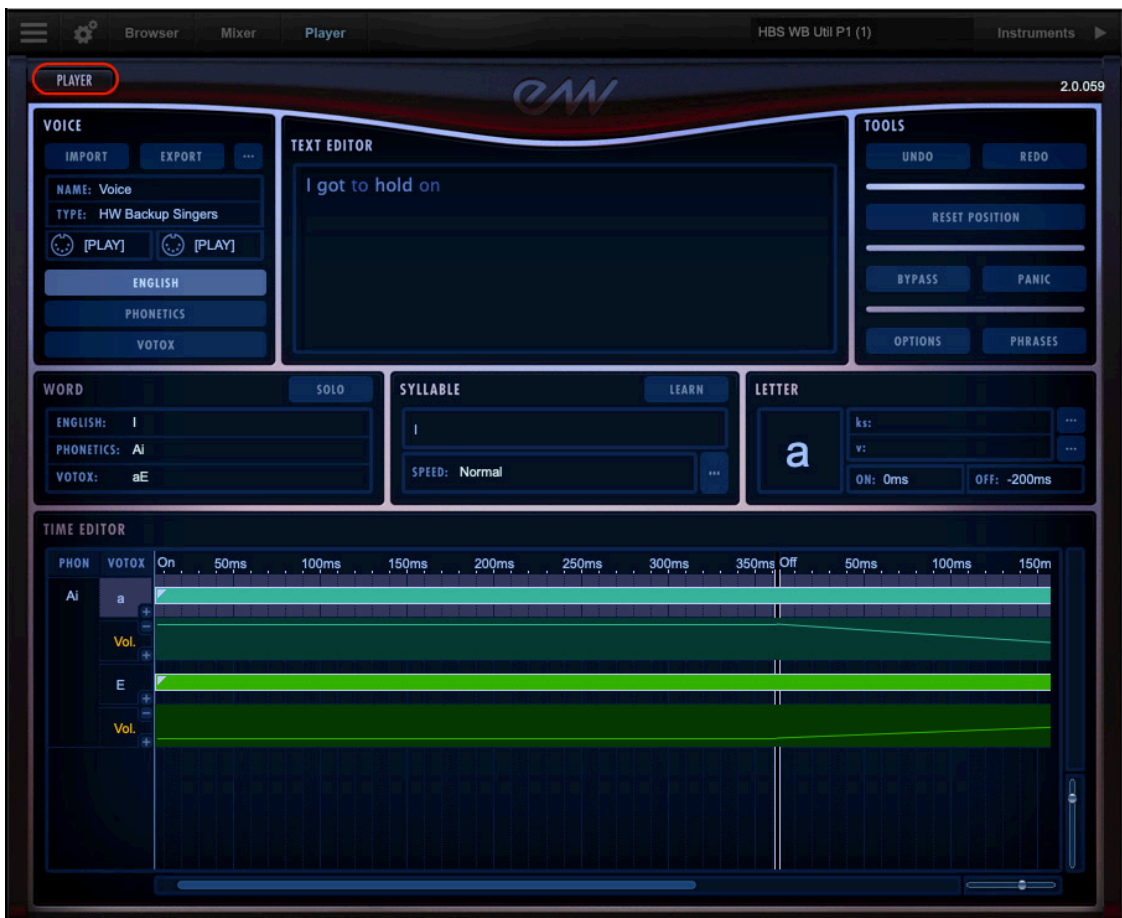 Browser Mixer Player HBS WB Util P1 (1) Instruments
PLAYER
ew
2.0.059
VOICE
IMPORT EXPORT ...
NAME: Voice
TYPE: HW Backup Singers
[PLAY] [PLAY]
ENGLISH
PHONETICS
VOTOX
TEXT EDITOR
I got to hold on
TOOLS
UNDO REDO
RESET POSITION
BYPASS PANIC
OPTIONS PHRASES
WORD SOLO
ENGLISH: I
PHONETICS: Ai
VOTOX: aE
SYLLABLE LEARN
I
SPEED: Normal ...
LETTER
a
ks: ...
v: ...
ON: 0ms OFF: -200ms
TIME EDITOR
PHON VOTOX On 50ms 100ms 150ms 200ms 250ms 300ms 350ms Off 50ms 100ms 150m
Ai a
Vol.
E
Vol.